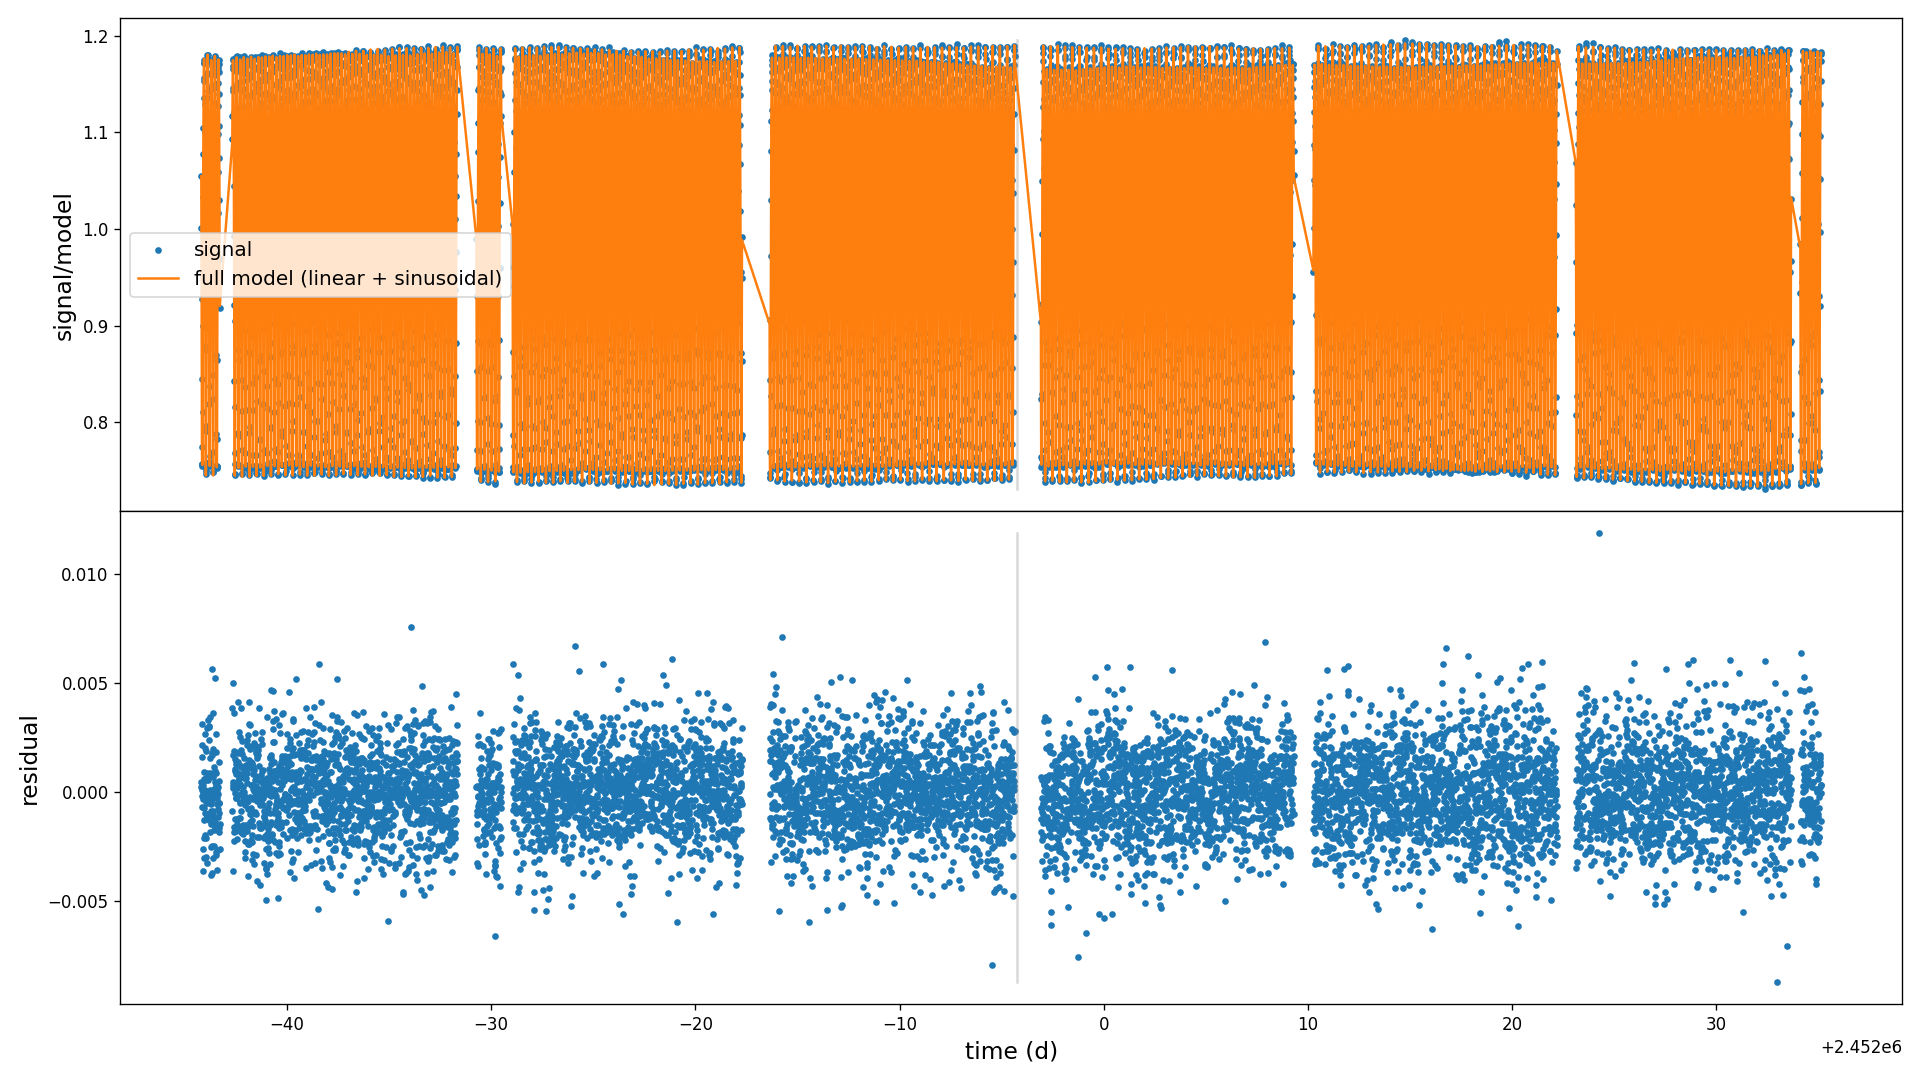 1.2
1.1
1.0
0.9
0.8
signal/model
signal
full model (linear + sinusoidal)
0.010
0.005
0.000
−0.005
residual
−40
−30
−20
−10
0
10
20
30
time (d)
+2.452e6